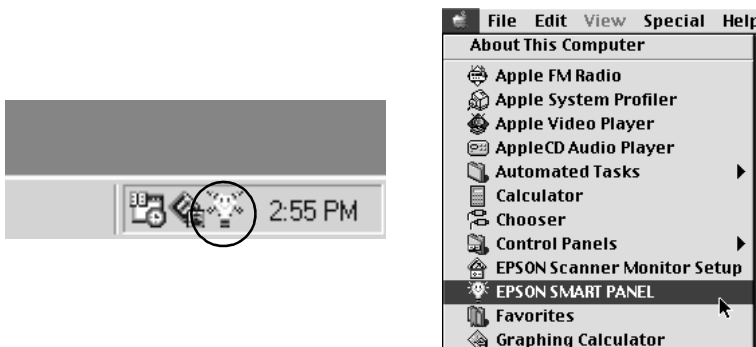 2:55 PM
File Edit View Special Help
About This Computer
Apple FM Radio
Apple System Profiler
Apple Video Player
AppleCD Audio Player
Automated Tasks
Calculator
Chooser
Control Panels
EPSON Scanner Monitor Setup
EPSON SMART PANEL
Favorites
Graphing Calculator